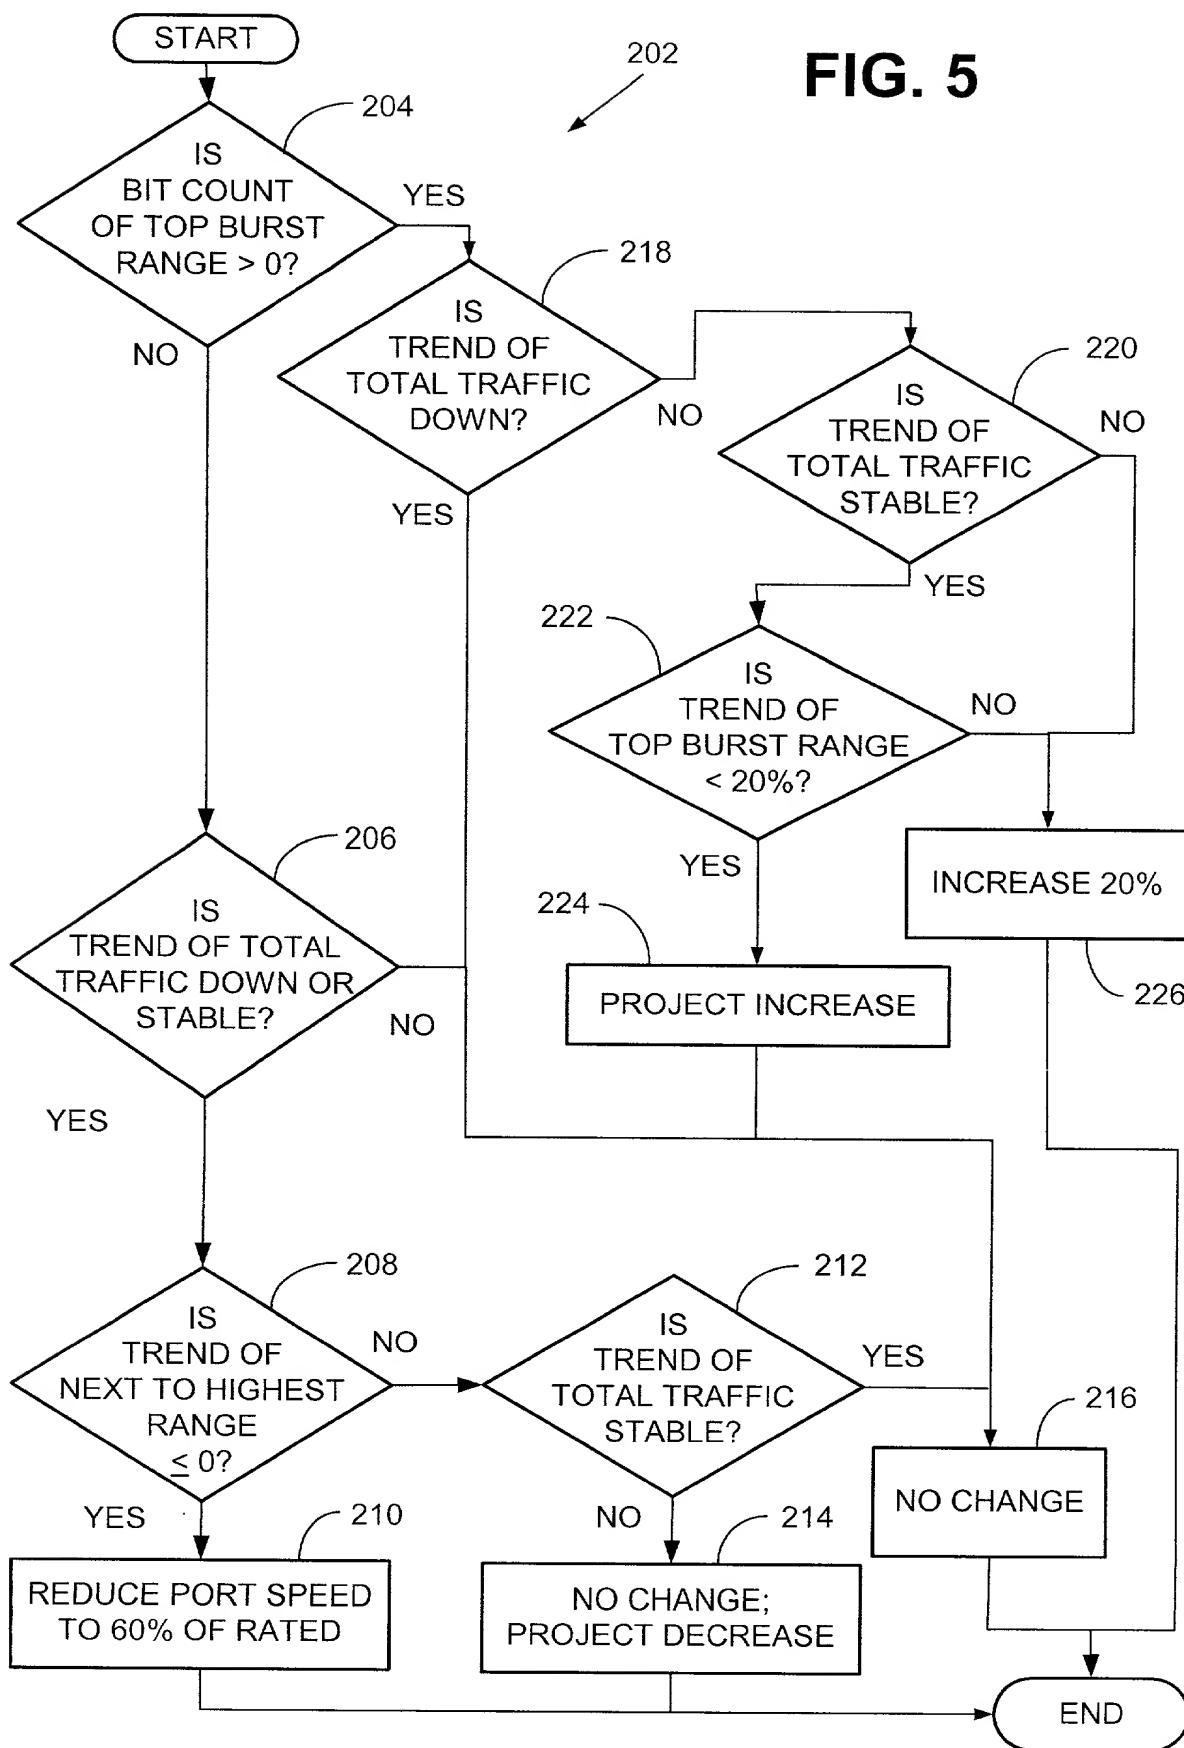 START
202
FIG. 5
204
IS
BIT COUNT
OF TOP BURST
RANGE > 0?
YES
NO
218
IS
TREND OF
TOTAL TRAFFIC
DOWN?
NO
YES
220
IS
TREND OF
TOTAL TRAFFIC
STABLE?
NO
YES
222
IS
TREND OF
TOP BURST RANGE
< 20%?
NO
YES
206
IS
TREND OF TOTAL
TRAFFIC DOWN OR
STABLE?
NO
YES
224
PROJECT INCREASE
INCREASE 20%
226
208
IS
TREND OF
NEXT TO HIGHEST
RANGE
≤ 0?
NO
YES
212
IS
TREND OF
TOTAL TRAFFIC
STABLE?
YES
NO
216
NO CHANGE
210
REDUCE PORT SPEED
TO 60% OF RATED
214
NO CHANGE;
PROJECT DECREASE
END